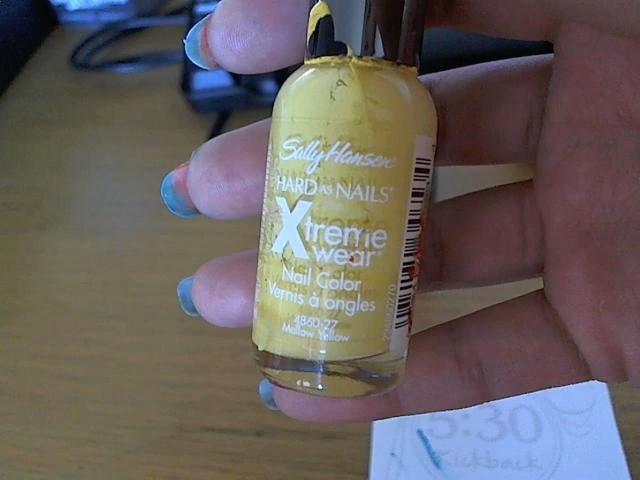 Sally Hansen
HARD AS NAILS
Xtreme
wear
Nail Color
Vernis à ongles
4860-27
Mellow Yellow
5:30
Kickback